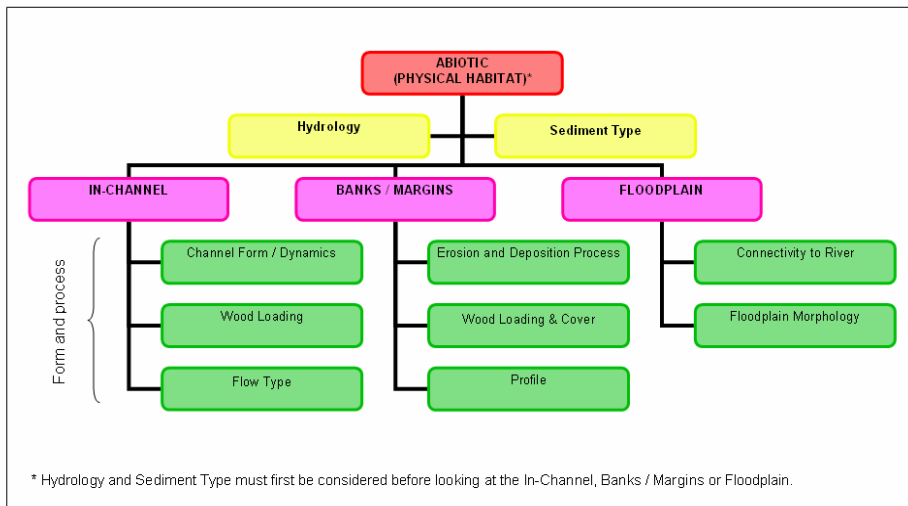 ABIOTIC
(PHYSICAL HABITAT)*
Hydrology
Sediment Type
IN-CHANNEL
BANKS / MARGINS
FLOODPLAIN
Form and process
Channel Form / Dynamics
Erosion and Deposition Process
Connectivity to River
Wood Loading
Wood Loading & Cover
Floodplain Morphology
Flow Type
Profile
* Hydrology and Sediment Type must first be considered before looking at the In-Channel, Banks / Margins or Floodplain.